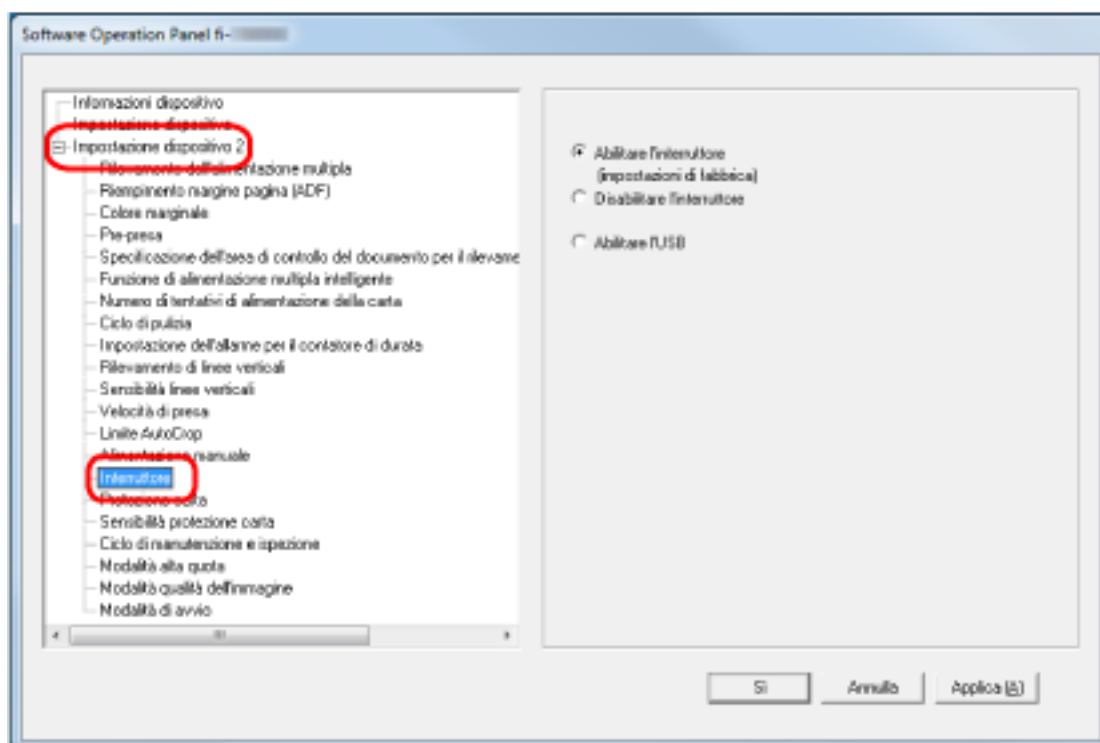 Software Operation Panel fi-
Informazioni dispositivo
Impostazione dispositivo
Impostazione dispositivo 2
Rilevamento dell'alimentazione multipla
Riempimento margine pagina (ADF)
Colore marginale
Pre-presa
Specificazione dell'area di controllo del documento per il rilevame
Funzione di alimentazione multipla intelligente
Numero di tentativi di alimentazione della carta
Ciclo di pulizia
Impostazione dell'allarme per il contatore di durata
Rilevamento di linee verticali
Sensibilità linee verticali
Velocità di presa
Limite AutoCrop
Alimentazione manuale
Interruttore
Protezione carta
Sensibilità protezione carta
Ciclo di manutenzione e ispezione
Modalità alta quota
Modalità qualità dell'immagine
Modalità di avvio
Abilitare l'interruttore
(impostazioni di fabbrica)
Disabilitare l'interruttore
Abilitare l'USB
Sì
Annulla
Applica (A)